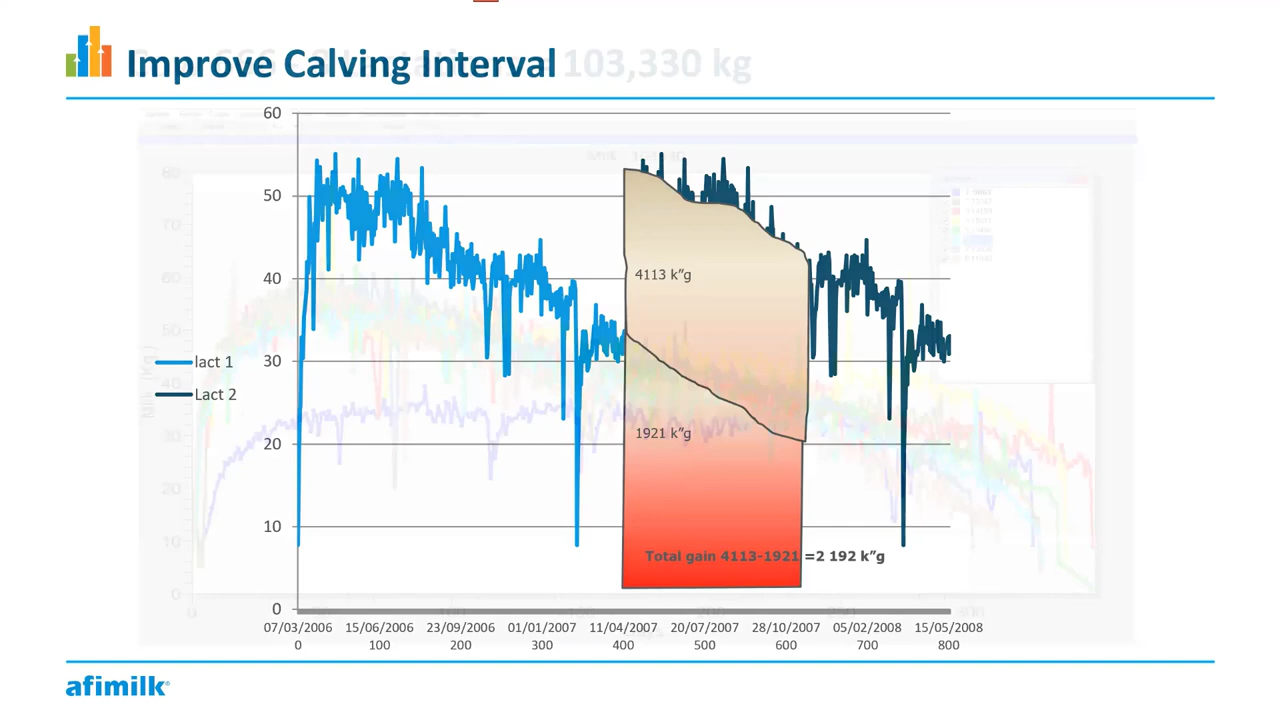 Improve Calving Interval
103,330 kg
60
50
40
30
20
10
0
4113 k"g
1921 k"g
lact 1
Lact 2
Total gain 4113-1921 =2 192 k"g
07/03/2006 15/06/2006 23/09/2006 01/01/2007 11/04/2007 20/07/2007 28/10/2007 05/02/2008 15/05/2008
0 100 200 300 400 500 600 700 800
afimilk